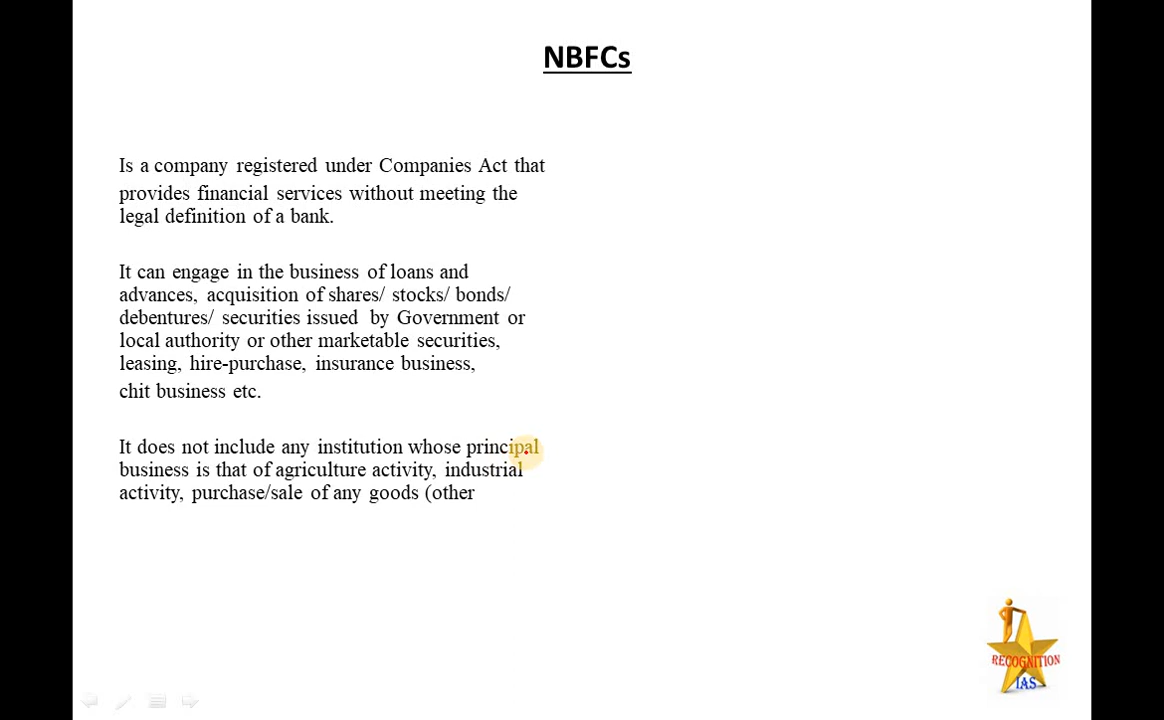 NBFCs
Is a company registered under Companies Act that
provides financial services without meeting the
legal definition of a bank.
It can engage in the business of loans and
advances, acquisition of shares/ stocks/ bonds/
debentures/ securities issued by Government or
local authority or other marketable securities,
leasing, hire-purchase, insurance business,
chit business etc.
It does not include any institution whose principal
business is that of agriculture activity, industrial
activity, purchase/sale of any goods (other
RECOGNITION
IAS